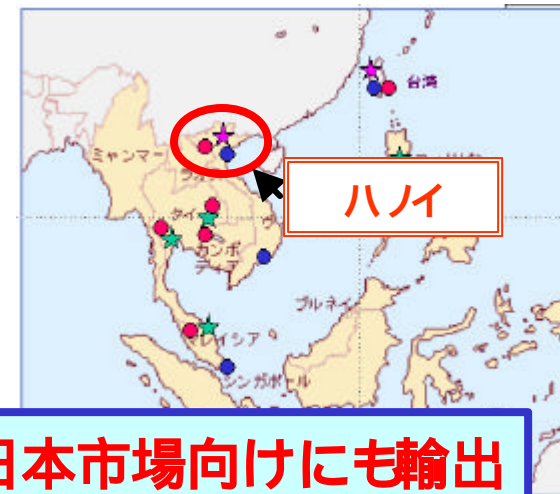 台湾
ミャンマー
ハノイ
タイ
カンボ
ディア
ブルネイ
マレイシア
シンガポール
日本市場向けにも輸出